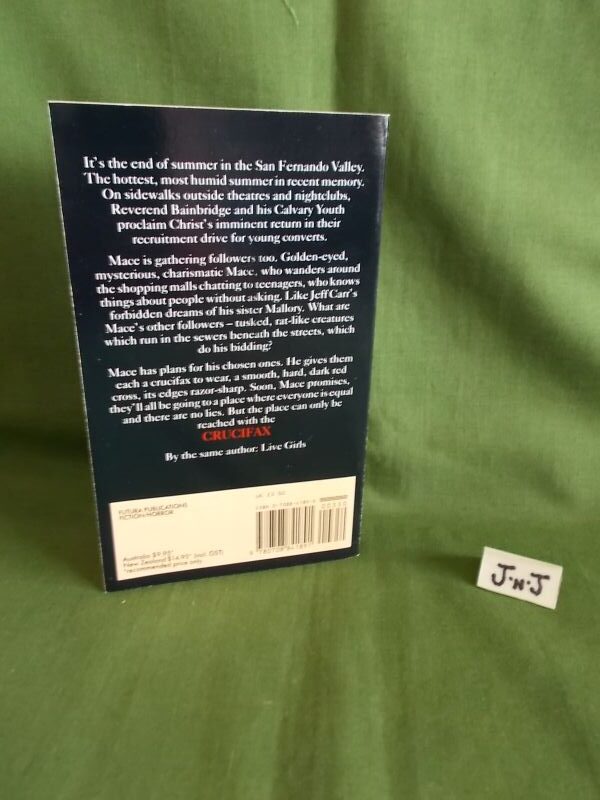 It's the end of summer in the San Fernando Valley.
The hottest, most humid summer in recent memory.
On sidewalks outside theatres and nightclubs,
Reverend Bainbridge and his Calvary Youth
proclaim Christ's imminent return in their
recruitment drive for young converts.
Mace is gathering followers too. Golden-eyed,
mysterious, charismatic Mace, who wanders around
the shopping malls chatting to teenagers, who knows
things about people without asking. Like Jeff Carr's
forbidden dreams of his sister Mallory. What are
Mace's other followers – tusked, rat-like creatures
which run in the sewers beneath the streets, which
do his bidding?
Mace has plans for his chosen ones. He gives them
each a crucifax to wear, a smooth, hard, dark red
cross, its edges razor-sharp. Soon, Mace promises,
they'll all be going to a place where everyone is equal
and there are no lies. But the place can only be
reached with the
CRUCIFAX
By the same author: Live Girls
FUTURA PUBLICATIONS
FICTION/HORROR
UK £3.50
00350
Australia $9.95*
New Zealand $14.95* (incl. GST)
*recommended price only
J·N·J